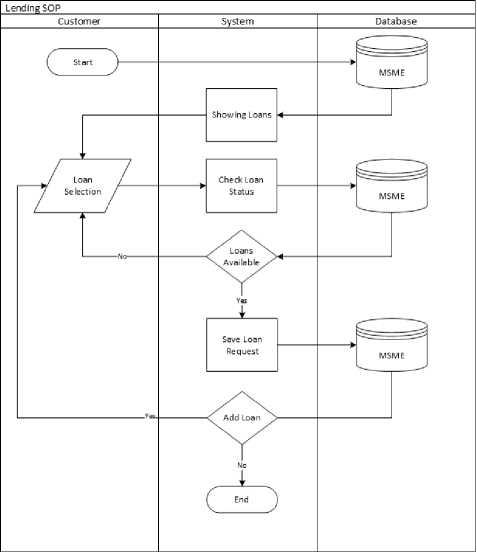 Lending SOP
Customer
System
Database
Start
MSME
Showing Loans
Loan
Selection
Check Loan
Status
MSME
Loans
Available
No
Yes
Save Loan
Request
MSME
Add Loan
Yes
No
End